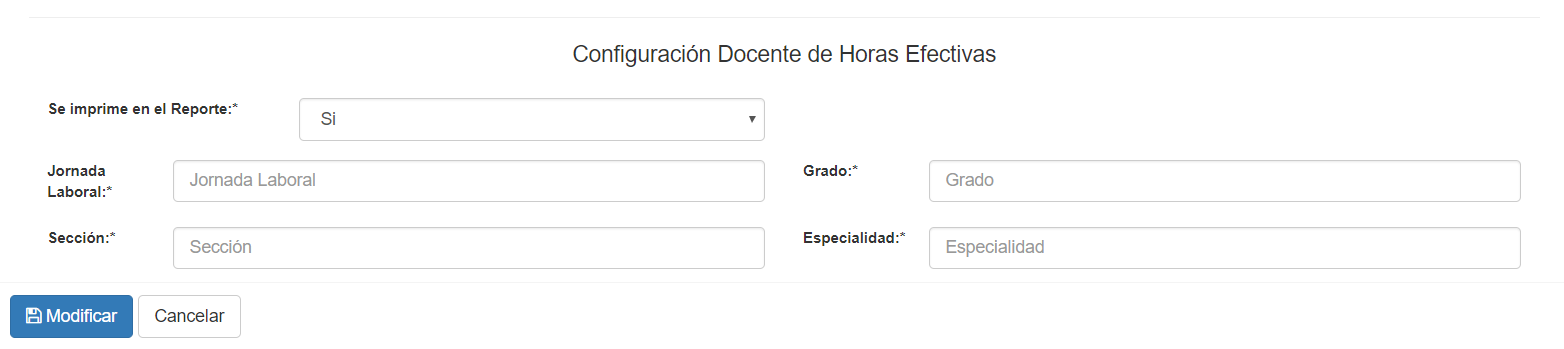 Configuración Docente de Horas Efectivas
Se imprime en el Reporte:*
Si
Jornada
Laboral:*
Jornada Laboral
Grado:*
Grado
Sección:*
Sección
Especialidad:*
Especialidad
Modificar
Cancelar